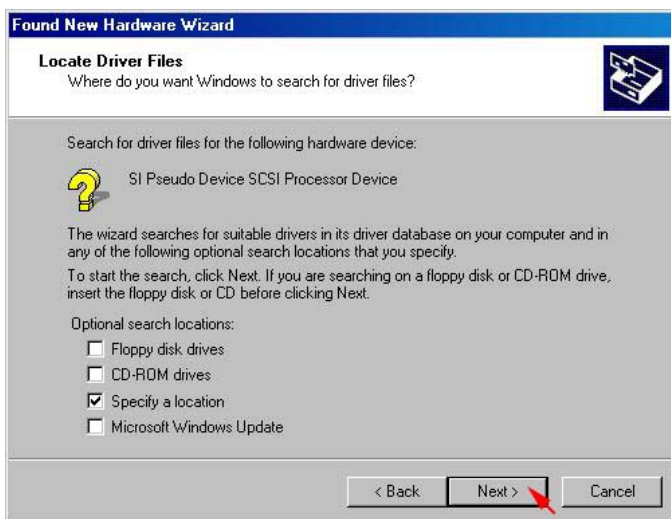 Found New Hardware Wizard
Locate Driver Files
Where do you want Windows to search for driver files?
Search for driver files for the following hardware device:
SI Pseudo Device SCSI Processor Device
The wizard searches for suitable drivers in its driver database on your computer and in
any of the following optional search locations that you specify.
To start the search, click Next. If you are searching on a floppy disk or CD-ROM drive,
insert the floppy disk or CD before clicking Next.
Optional search locations:
Floppy disk drives
CD-ROM drives
Specify a location
Microsoft Windows Update
< Back Next > Cancel